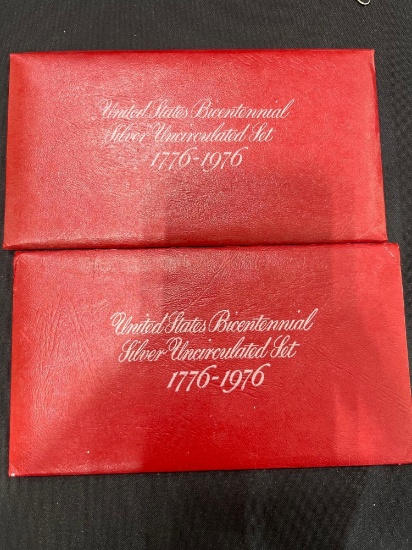 United States Bicentennial
Silver Uncirculated Set
1776-1976
United States Bicentennial
Silver Uncirculated Set
1776-1976